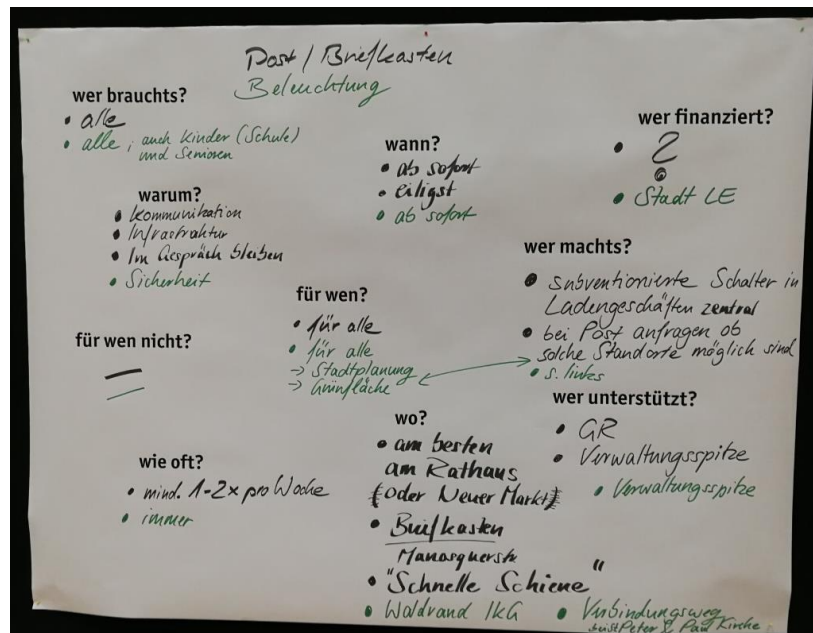 Post / Briefkasten
Beleuchtung
wer brauchts?
• alle
• alle, auch Kinder (Schule)
und Senioren
wann?
• ab sofort
• eiligst
• ab sofort
wer finanziert?
• ?
• Stadt LE
warum?
• Kommunikation
• Infrastruktur
• Im Gespräch bleiben
• Sicherheit
wer machts?
• subventionierte Schalter in
Ladengeschäften zentral
• bei Post anfragen ob
solche Standorte möglich sind
• s. links
für wen?
• für alle
• für alle
→ Stadtplanung
→ Grünfläche
für wen nicht?
—
—
wer unterstützt?
• GR
• Verwaltungsspitze
• Verwaltungsspitze
wo?
• am besten
am Rathaus
(oder Neuer Markt)
• Briefkasten
Manosquerstr
• "Schnelle Schiene"
• Waldrand IKG
• Verbindungsweg
Peter & Paul Kirche
wie oft?
• mind. 1-2x pro Woche
• immer